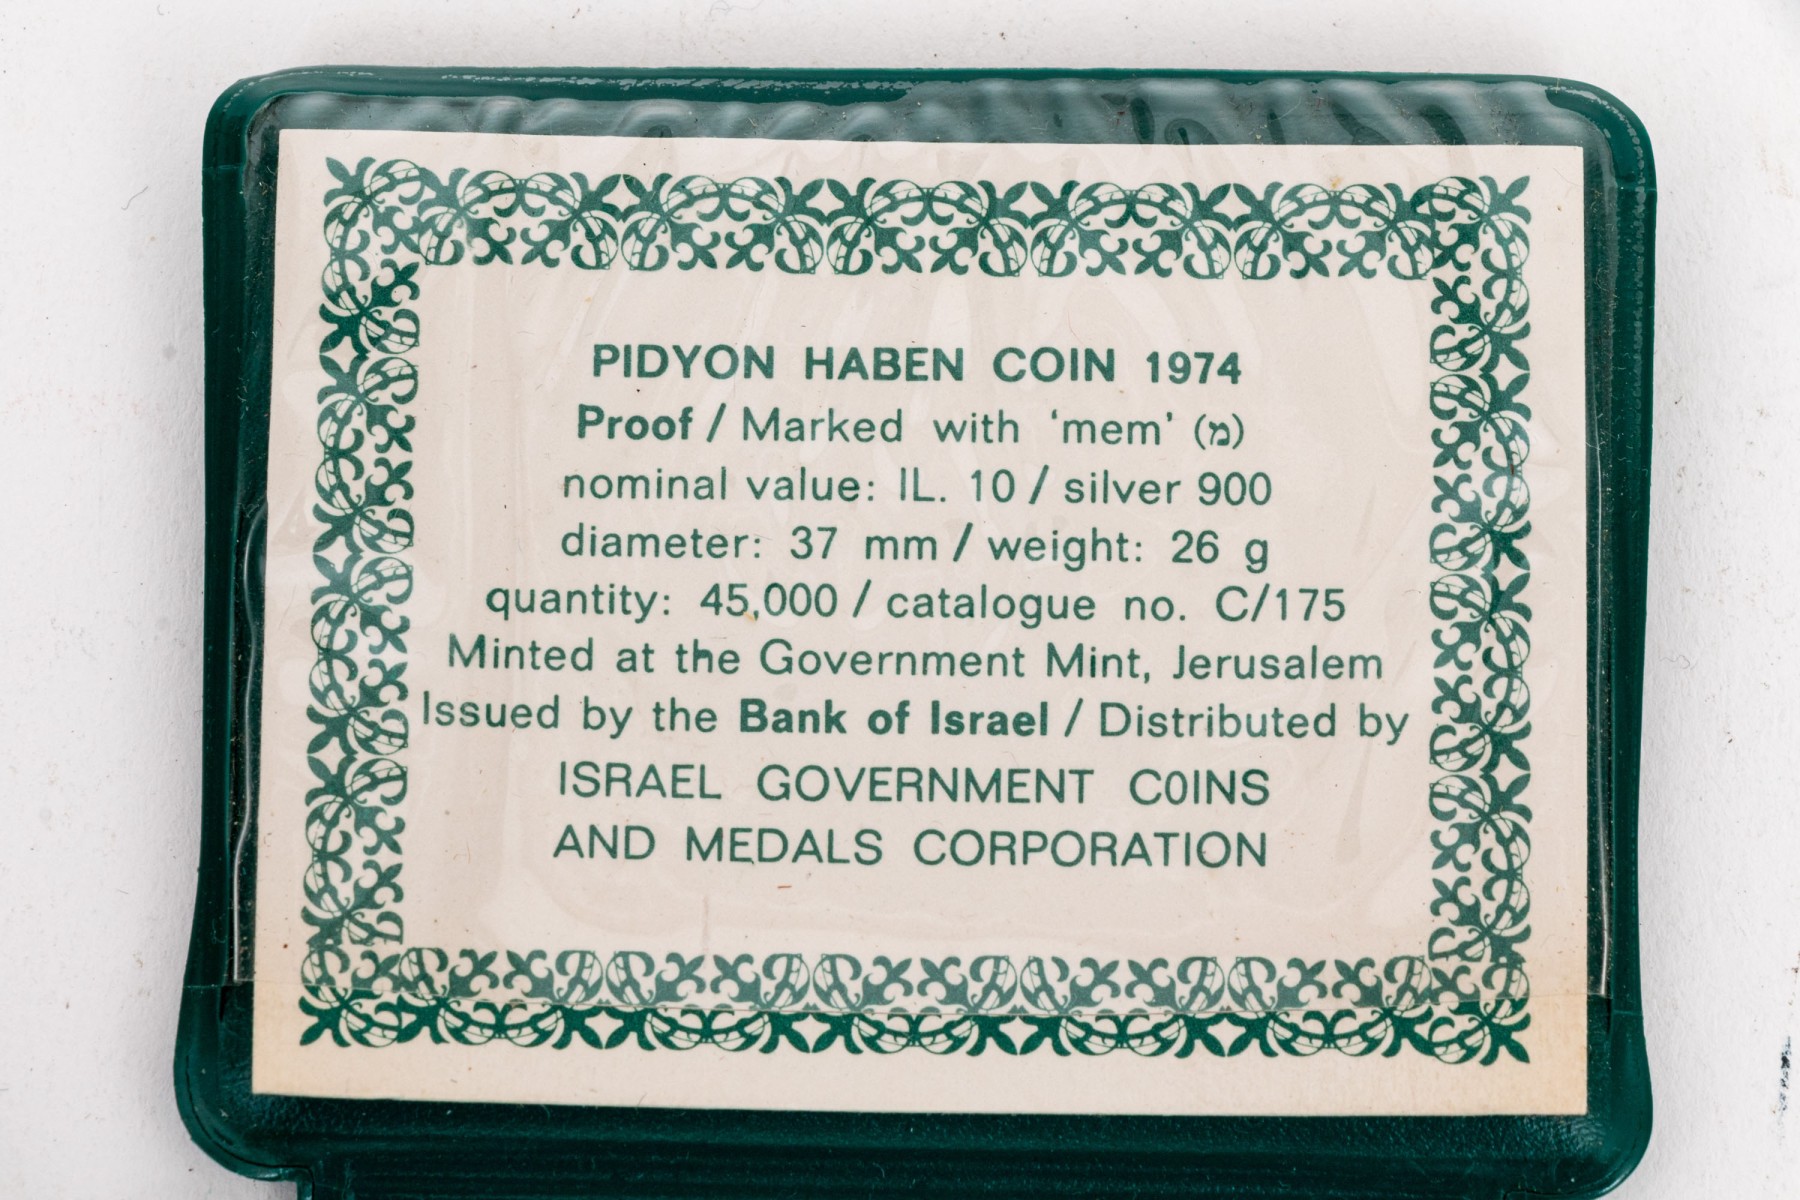 PIDYON HABEN COIN 1974
Proof / Marked with ‘mem’ (מ)
nominal value: IL. 10 / silver 900
diameter: 37 mm / weight: 26 g
quantity: 45,000 / catalogue no. C/175
Minted at the Government Mint, Jerusalem
Issued by the Bank of Israel / Distributed by
ISRAEL GOVERNMENT COINS
AND MEDALS CORPORATION